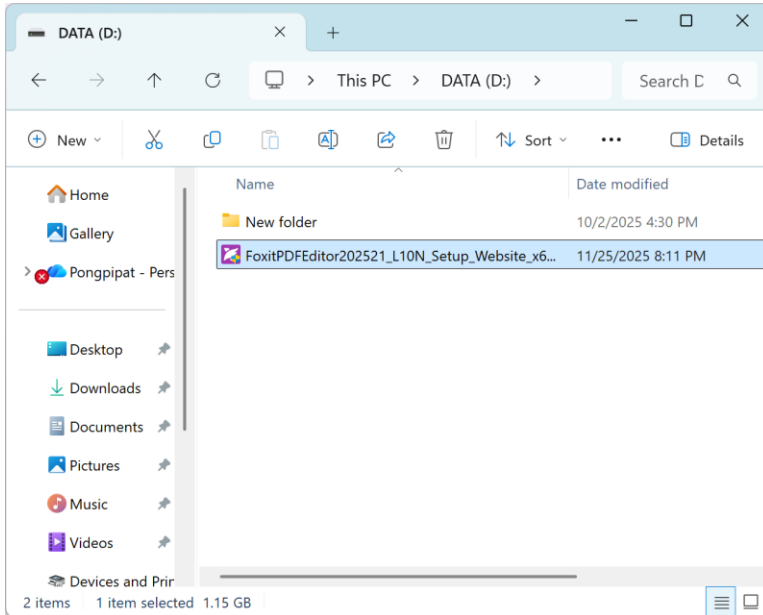 DATA (D:)
This PC > DATA (D:) >
Search D
New
Sort
Details
Name
Date modified
Home
Gallery
Pongpipat - Pers
Desktop
Downloads
Documents
Pictures
Music
Videos
Devices and Prin
New folder
10/2/2025 4:30 PM
FoxitPDFEditor202521_L10N_Setup_Website_x6...
11/25/2025 8:11 PM
2 items
1 item selected 1.15 GB